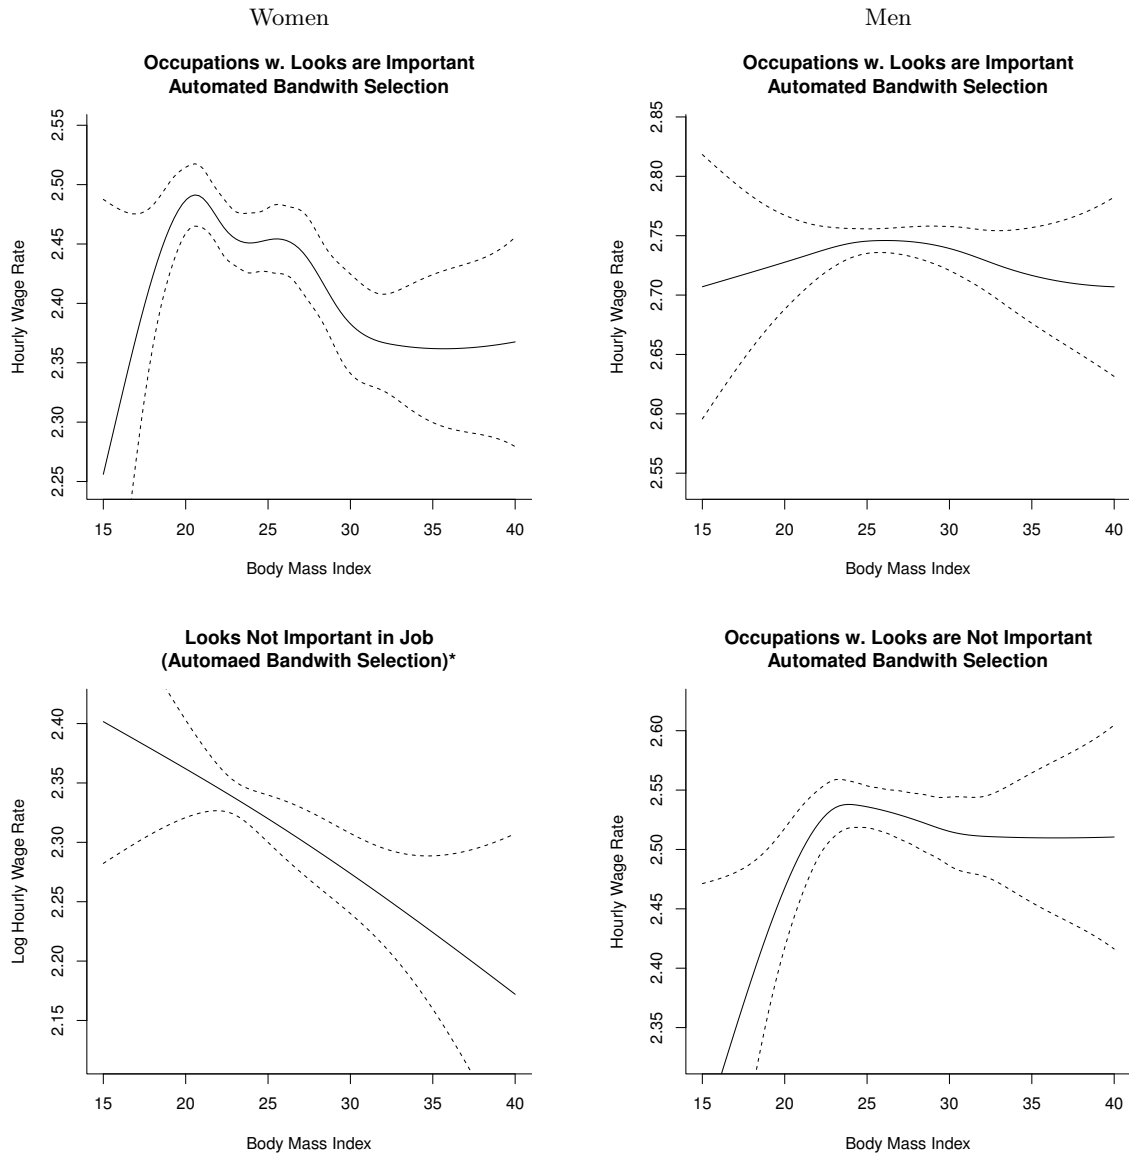 Women
Men
Occupations w. Looks are Important
Automated Bandwith Selection
Hourly Wage Rate
2.55
2.50
2.45
2.40
2.35
2.30
2.25
15 20 25 30 35 40
Body Mass Index
Occupations w. Looks are Important
Automated Bandwith Selection
Hourly Wage Rate
2.85
2.80
2.75
2.70
2.65
2.60
2.55
15 20 25 30 35 40
Body Mass Index
Looks Not Important in Job
(Automaed Bandwith Selection)*
Log Hourly Wage Rate
2.40
2.35
2.30
2.25
2.20
2.15
15 20 25 30 35 40
Body Mass Index
Occupations w. Looks are Not Important
Automated Bandwith Selection
Hourly Wage Rate
2.60
2.55
2.50
2.45
2.40
2.35
15 20 25 30 35 40
Body Mass Index